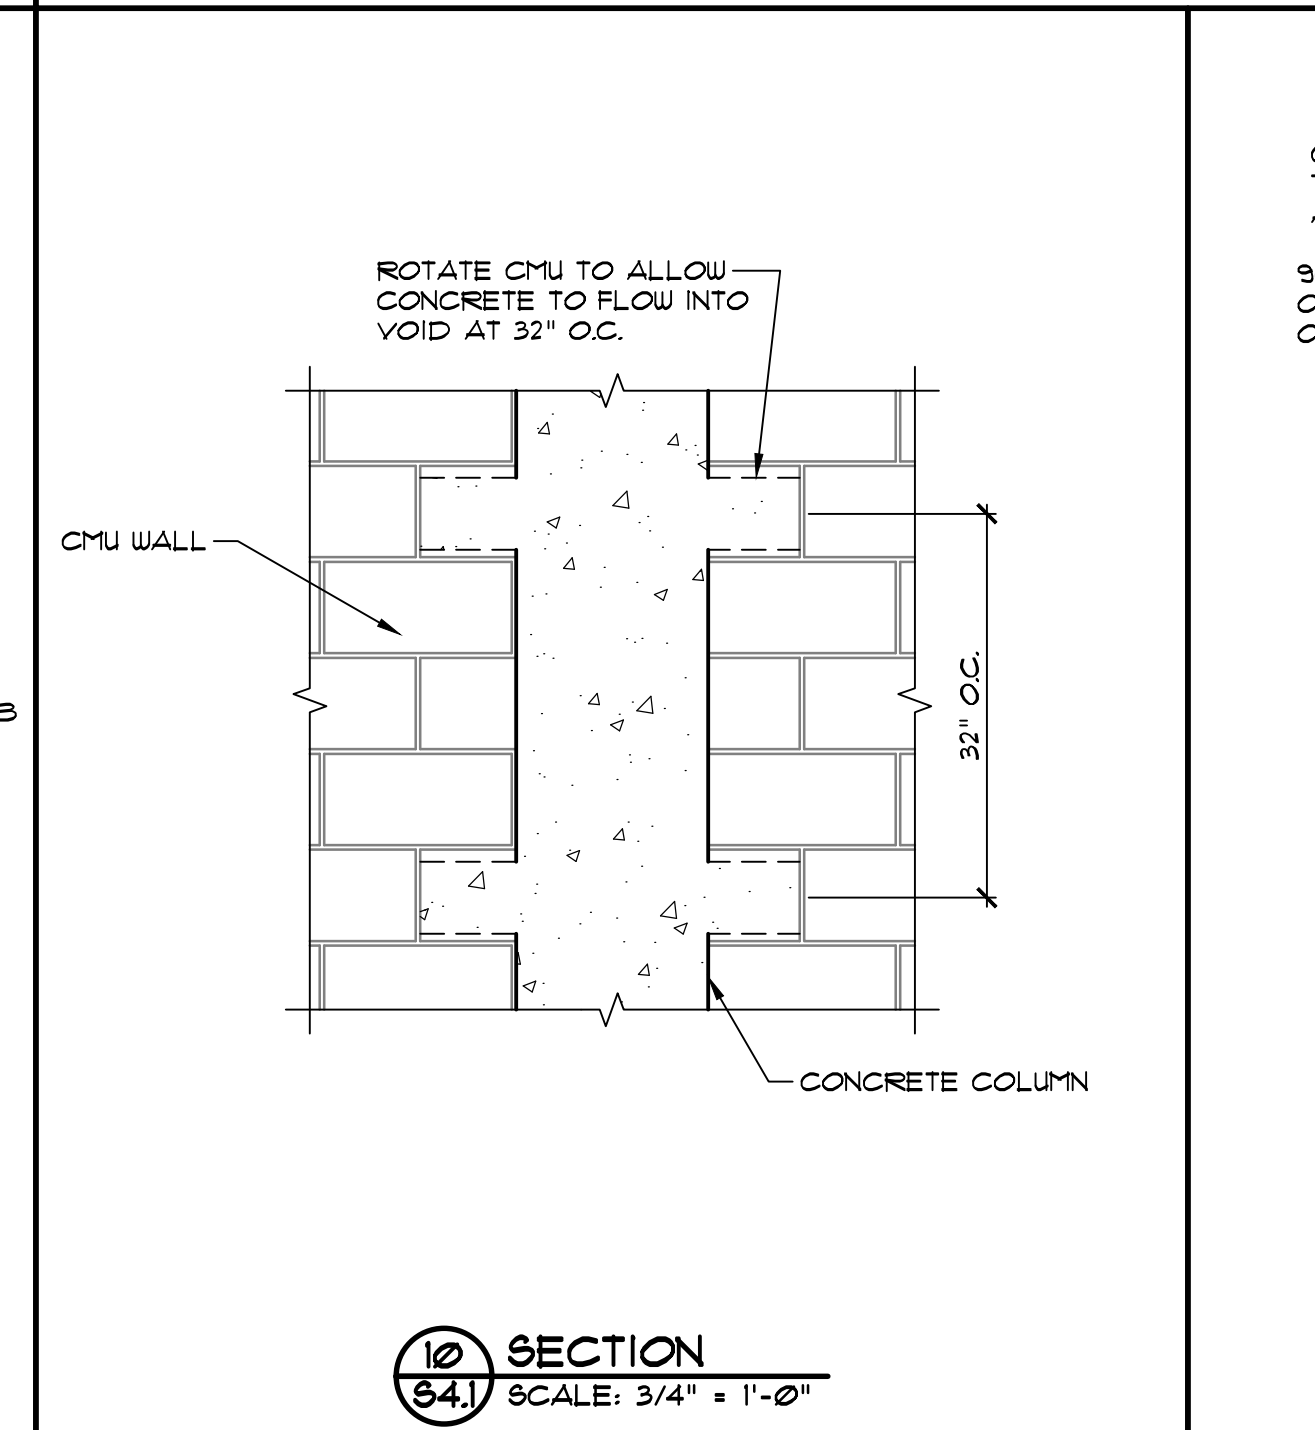 ROTATE CMU TO ALLOW
CONCRETE TO FLOW INTO
VOID AT 32" O.C.
CMU WALL
32" O.C.
CONCRETE COLUMN
10
S4.1
SECTION
SCALE: 3/4" = 1'-0"